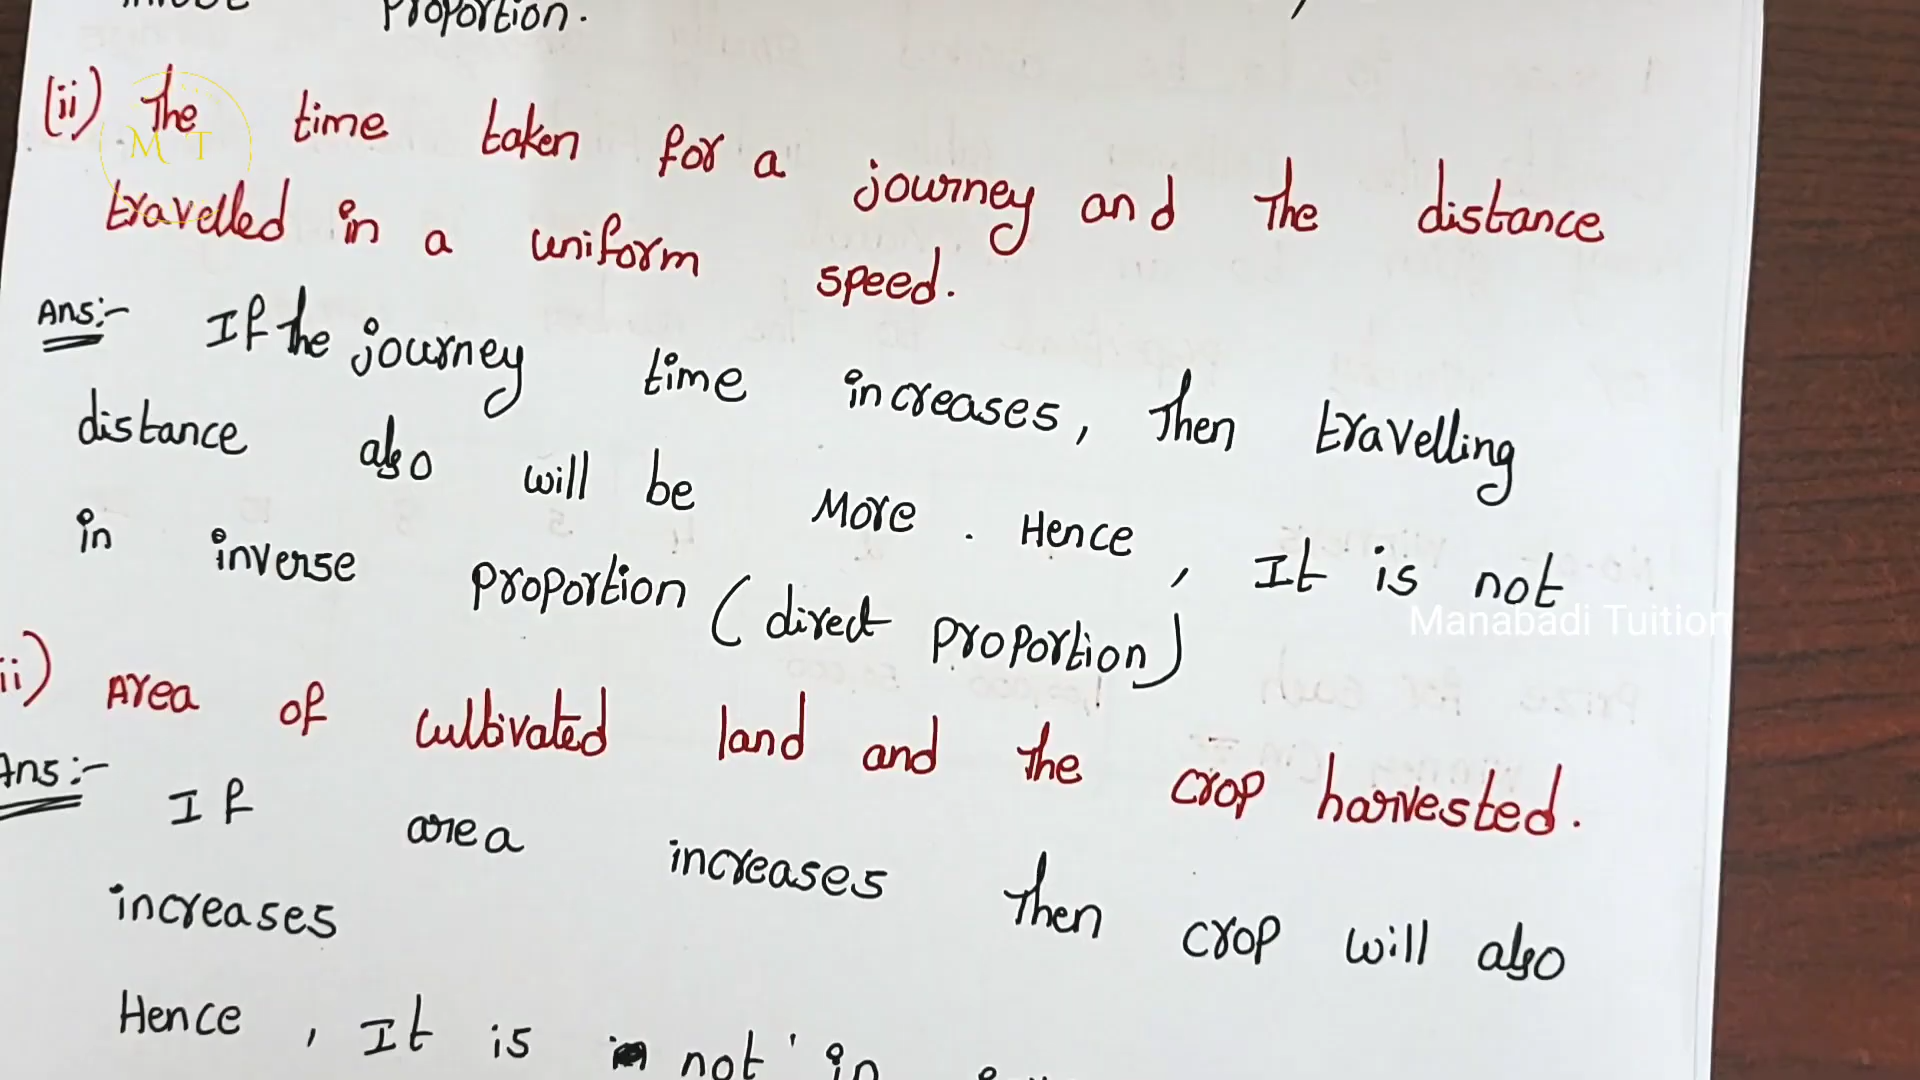 proportion.
(ii) The time taken for a journey and the distance
travelled in a uniform speed.
Ans:- If the journey time increases, Then travelling
distance also will be More. Hence, It is not
in inverse proportion (direct proportion)
ii) Area of cultivated land and the crop harvested.
Ans:- If area increases Then crop will also
increases
Hence, It is not in
M T
Manabadi Tuition